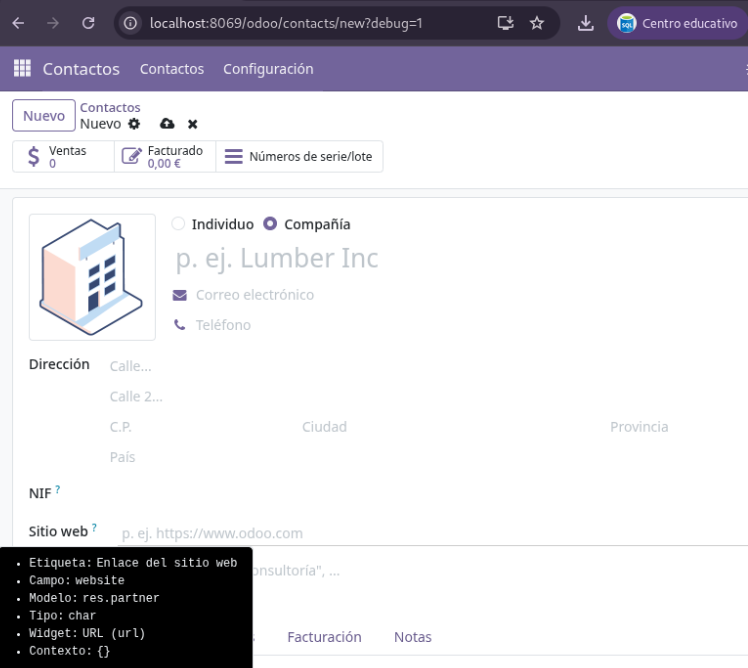 localhost:8069/odoo/contacts/new?debug=1
SQL
Centro educativo
Contactos Contactos Configuración
Nuevo
Contactos
Nuevo
Ventas
0
Facturado
0,00 €
Números de serie/lote
Individuo Compañía
p. ej. Lumber Inc
Correo electrónico
Teléfono
Dirección
Calle...
Calle 2...
C.P. Ciudad Provincia
País
NIF ?
Sitio web ? p. ej. https://www.odoo.com
onsultoría", ...
• Etiqueta: Enlace del sitio web
• Campo: website
• Modelo: res.partner
• Tipo: char
• Widget: URL (url)
• Contexto: {}
Facturación Notas